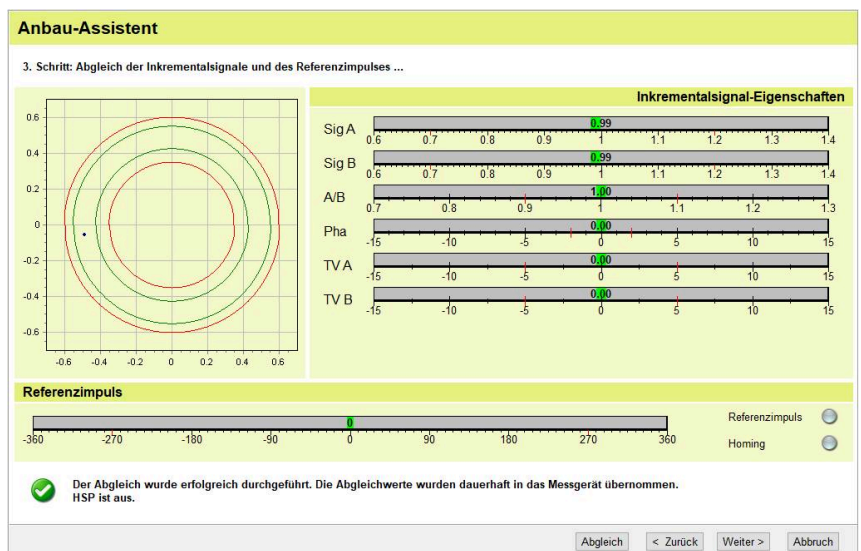 Anbau-Assistent
3. Schritt: Abgleich der Inkrementalsignale und des Referenzimpulses ...
0.6
0.4
0.2
0
-0.2
-0.4
-0.6
-0.6 -0.4 -0.2 0 0.2 0.4 0.6
Inkrementalsignal-Eigenschaften
Sig A 0.99
0.6 0.7 0.8 0.9 1 1.1 1.2 1.3 1.4
Sig B 0.99
0.6 0.7 0.8 0.9 1 1.1 1.2 1.3 1.4
A/B 1.00
0.7 0.8 0.9 1 1.1 1.2 1.3
Pha 0.00
-15 -10 -5 0 5 10 15
TV A 0.00
-15 -10 -5 0 5 10 15
TV B 0.00
-15 -10 -5 0 5 10 15
Referenzimpuls
0
-360 -270 -180 -90 0 90 180 270 360
Referenzimpuls
Homing
Der Abgleich wurde erfolgreich durchgeführt. Die Abgleichwerte wurden dauerhaft in das Messgerät übernommen.
HSP ist aus.
Abgleich < Zurück Weiter > Abbruch